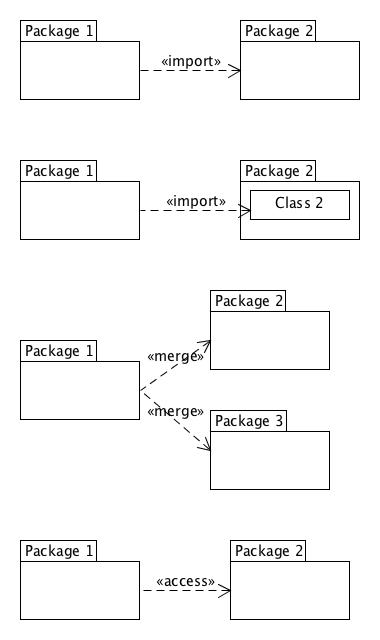 Package 1
Package 2
«import»
Package 1
Package 2
«import»
Class 2
Package 2
Package 1
«merge»
«merge»
Package 3
Package 1
Package 2
«access»